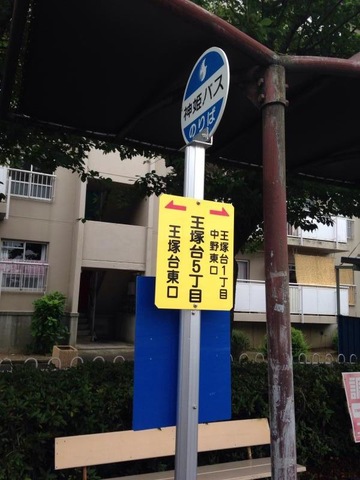 神姫バス
のりば
王塚台1丁目
中野東口
王塚台5丁目
王塚台東口